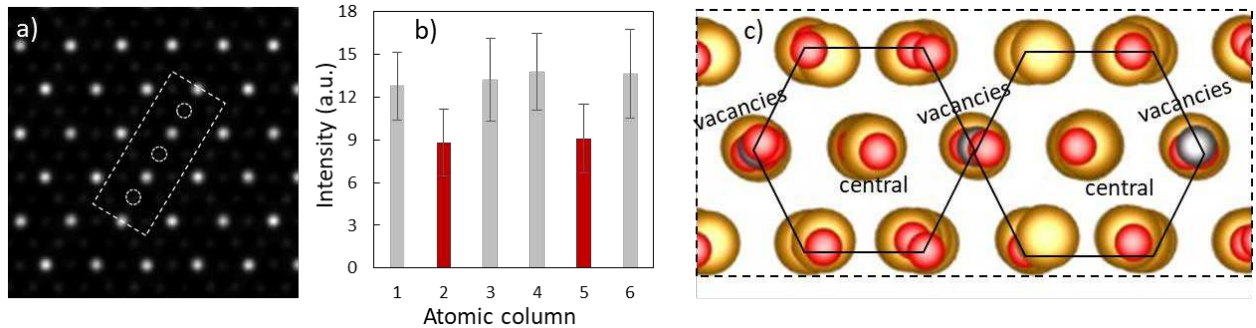 a)
b)
Intensity (a.u.)
18
15
12
9
6
3
0
1 2 3 4 5 6
Atomic column
c)
vacancies
vacancies
vacancies
central
central